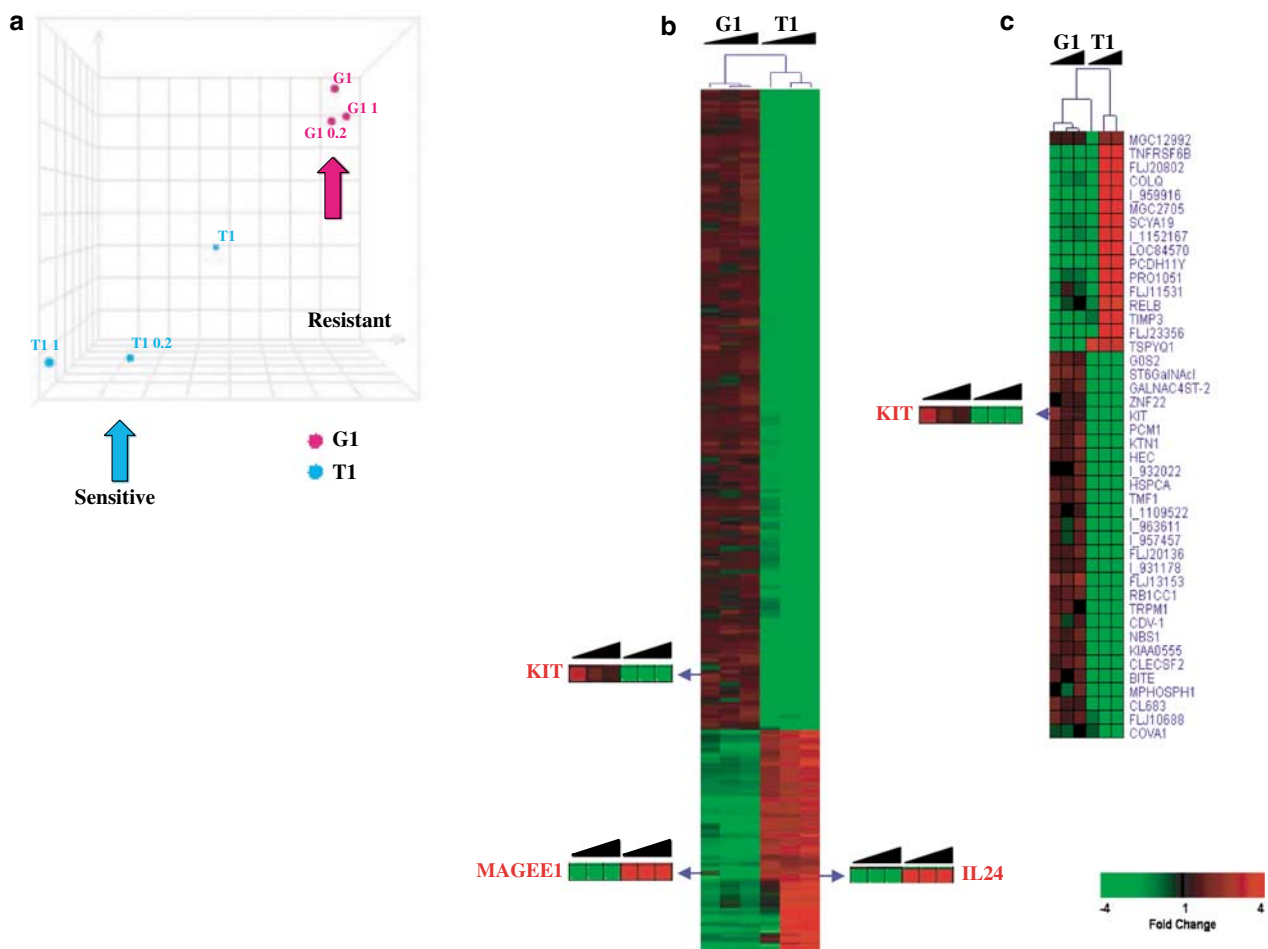 a
G1
G1 1
G1 0.2
T1
Resistant
T1 1
T1 0.2
G1
T1
Sensitive
b
G1 T1
KIT
MAGEE1
IL24
c
G1 T1
KIT
MGC12992
TNFRSF6B
FLJ20802
COLQ
I_959916
MGC2705
SCYA19
I_1152167
LOC84570
PCDH11Y
PRO1051
FLJ11531
RELB
TIMP3
FLJ23356
TSPYQ1
G0S2
ST6GalNAcI
GALNAC4ST-2
ZNF22
KIT
PCM1
KTN1
HEC
I_932022
HSPCA
TMF1
I_1109522
I_963611
I_957457
FLJ20136
I_931178
FLJ13153
RB1CC1
TRPM1
CDV-1
NBS1
KIAA0555
CLECSF2
BITE
MPHOSPH1
CL683
FLJ10688
COVA1
-4 1 4
Fold Change